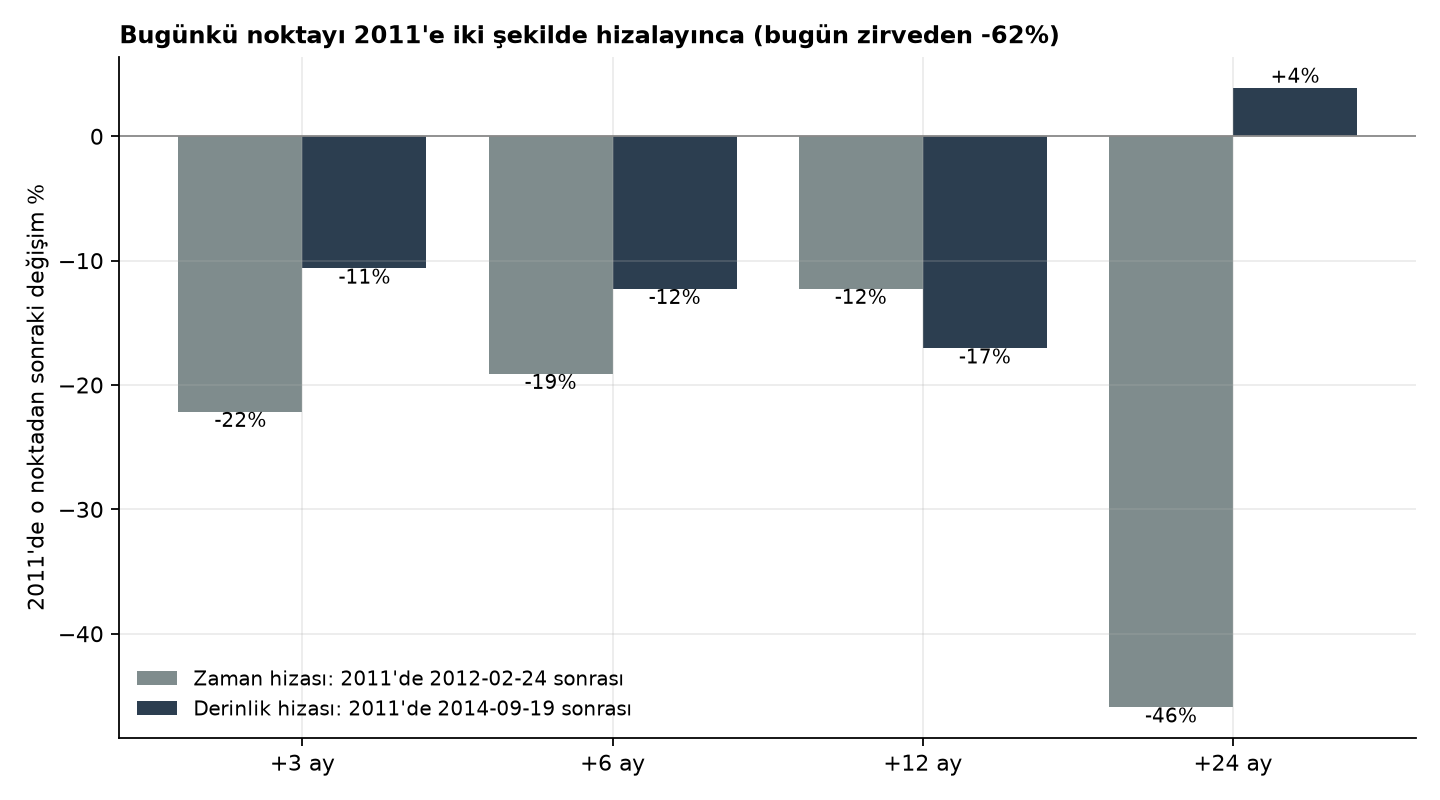 Bugünkü noktayı 2011'e iki şekilde hizalayınca (bugün zirveden -62%)
2011'de o noktadan sonraki değişim %
0
−10
−20
−30
−40
-22%
-11%
-19%
-12%
-12%
-17%
-46%
+4%
Zaman hizası: 2011'de 2012-02-24 sonrası
Derinlik hizası: 2011'de 2014-09-19 sonrası
+3 ay
+6 ay
+12 ay
+24 ay